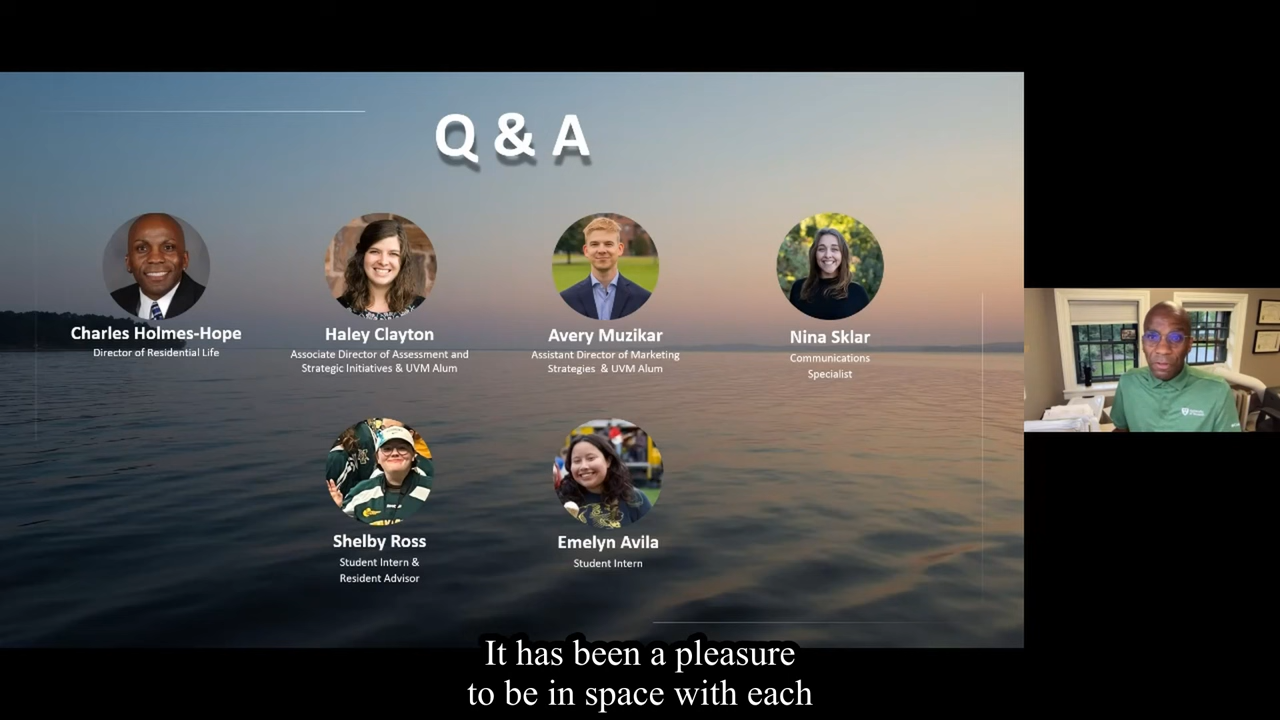 Q & A
Charles Holmes-Hope
Director of Residential Life
Haley Clayton
Associate Director of Assessment and
Strategic Initiatives & UVM Alum
Avery Muzikar
Assistant Director of Marketing
Strategies & UVM Alum
Nina Sklar
Communications
Specialist
Shelby Ross
Student Intern &
Resident Advisor
Emelyn Avila
Student Intern
It has been a pleasure
to be in space with each